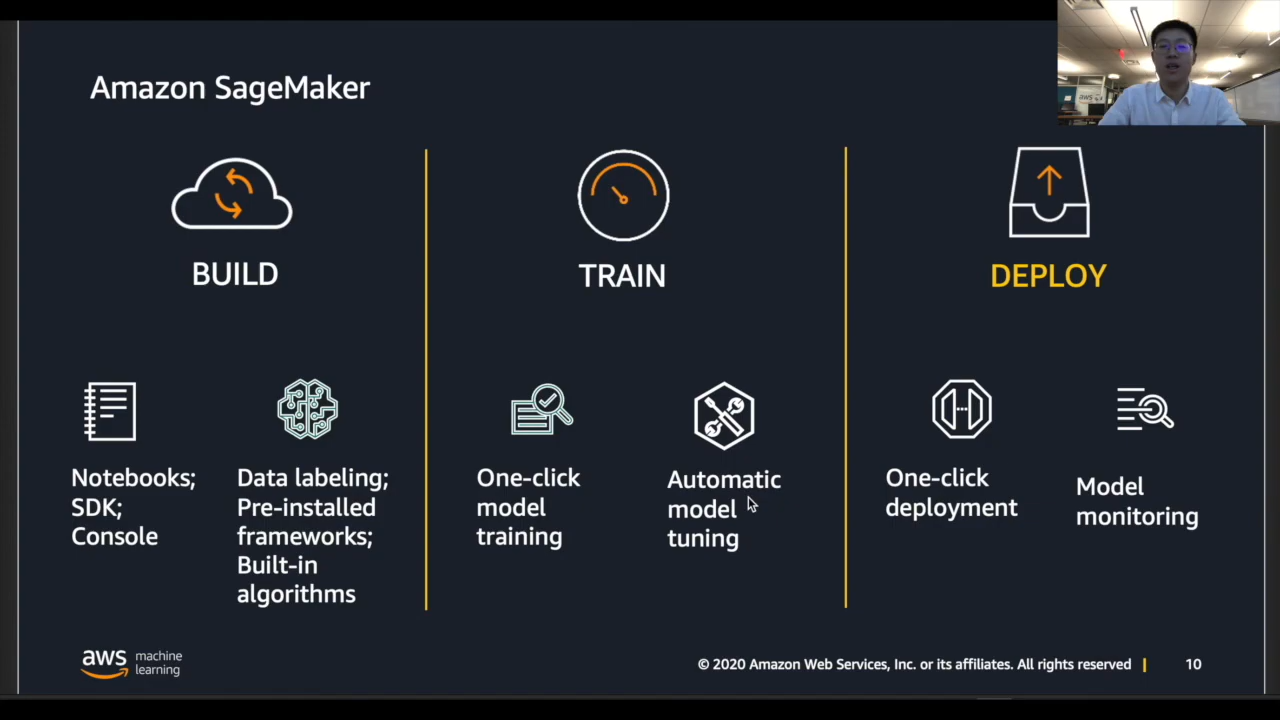 Amazon SageMaker
BUILD
TRAIN
DEPLOY
Notebooks;
SDK;
Console
Data labeling;
Pre-installed
frameworks;
Built-in
algorithms
One-click
model
training
Automatic
model
tuning
One-click
deployment
Model
monitoring
aws
machine
learning
© 2020 Amazon Web Services, Inc. or its affiliates. All rights reserved
10
aws